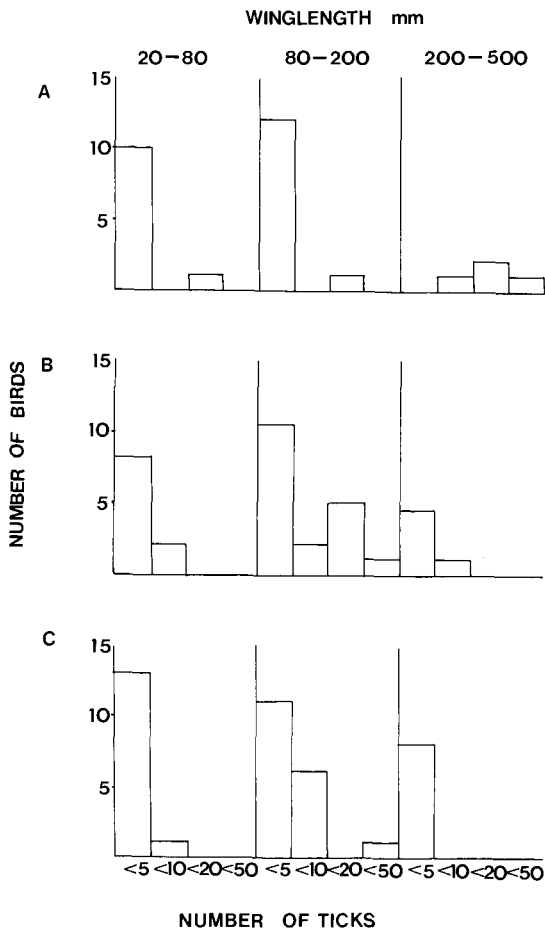 WINGLENGTH mm
20-80 80-200 200-500
A
15
10
5
B
15
10
5
NUMBER OF BIRDS
C
15
10
5
<5 <10 <20 <50 <5 <10 <20 <50 <5 <10 <20 <50
NUMBER OF TICKS